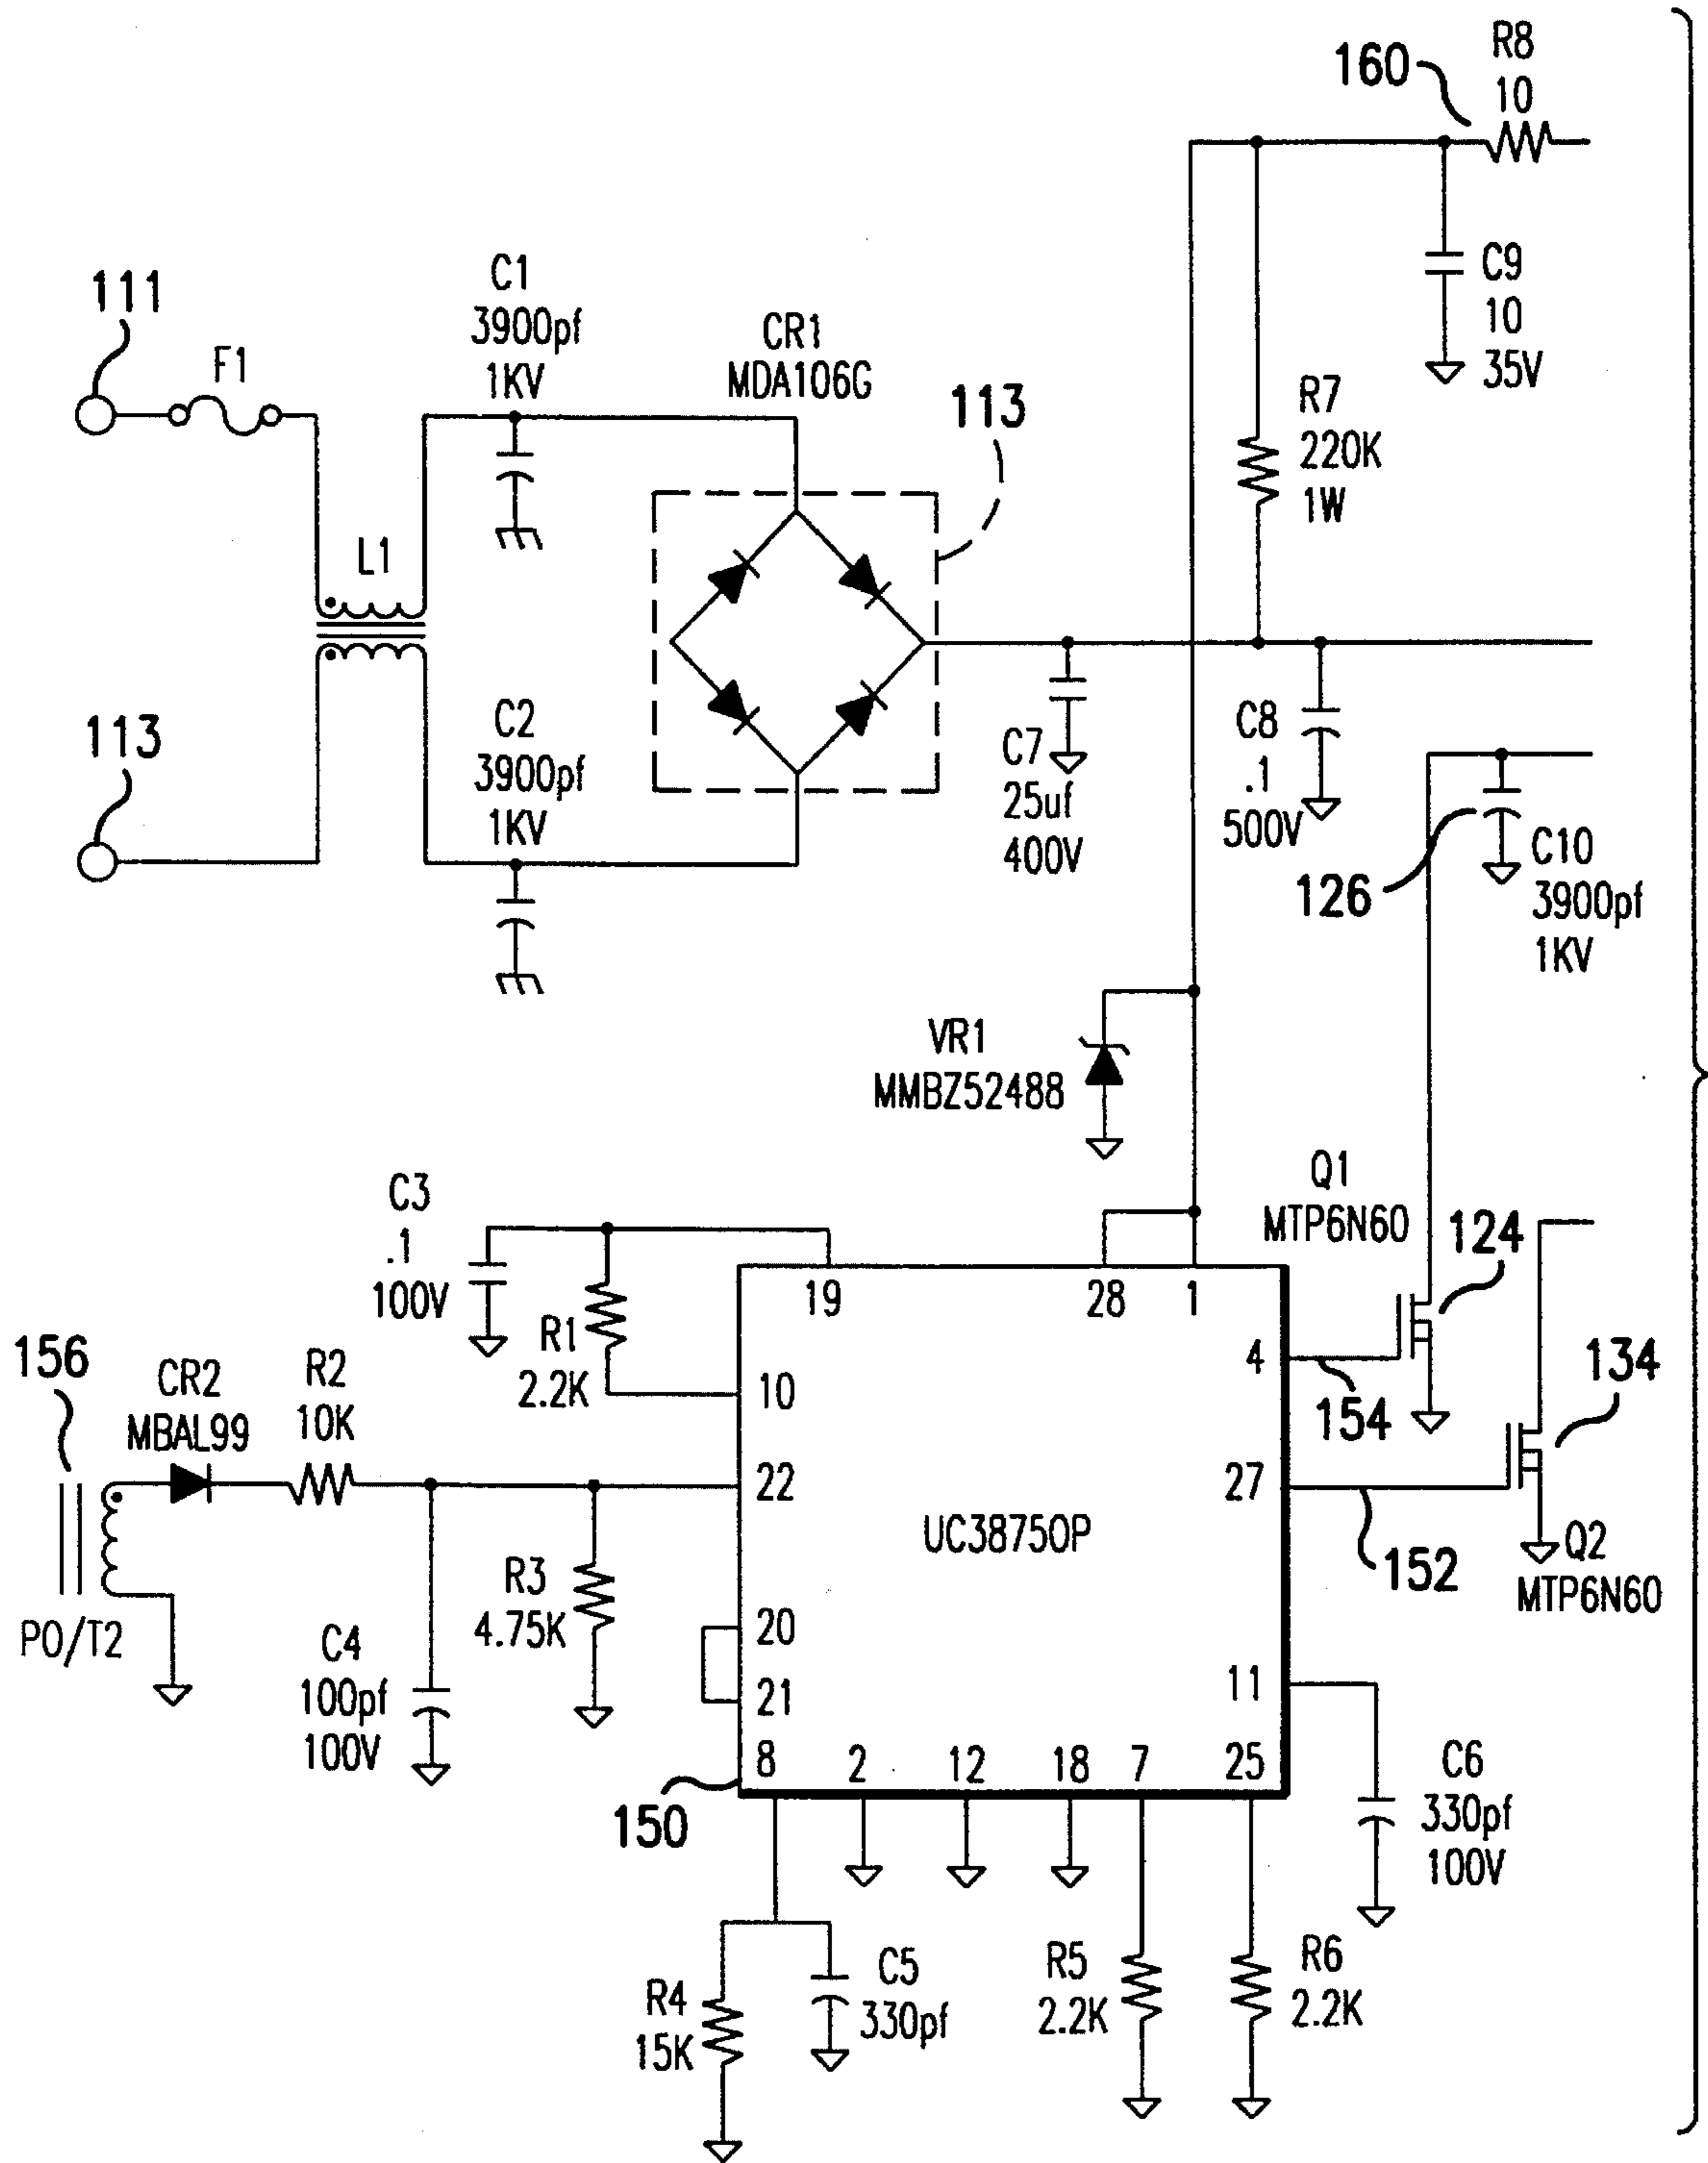 R8
10
160
C9
10
35V
111
F1
C1
3900pf
1KV
CR1
MDA106G
113
R7
220K
1W
L1
113
C2
3900pf
1KV
C7
25uf
400V
C8
.1
500V
126
C10
3900pf
1KV
VR1
MMBZ52488
Q1
MTP6N60
124
C3
.1
100V
R1
2.2K
19
28
1
4
154
134
156
CR2
MBAL99
R2
10K
10
22
27
152
Q2
MTP6N60
UC38750P
PO/T2
C4
100pf
100V
R3
4.75K
20
21
11
8
2
12
18
7
25
150
C6
330pf
100V
R4
15K
C5
330pf
R5
2.2K
R6
2.2K